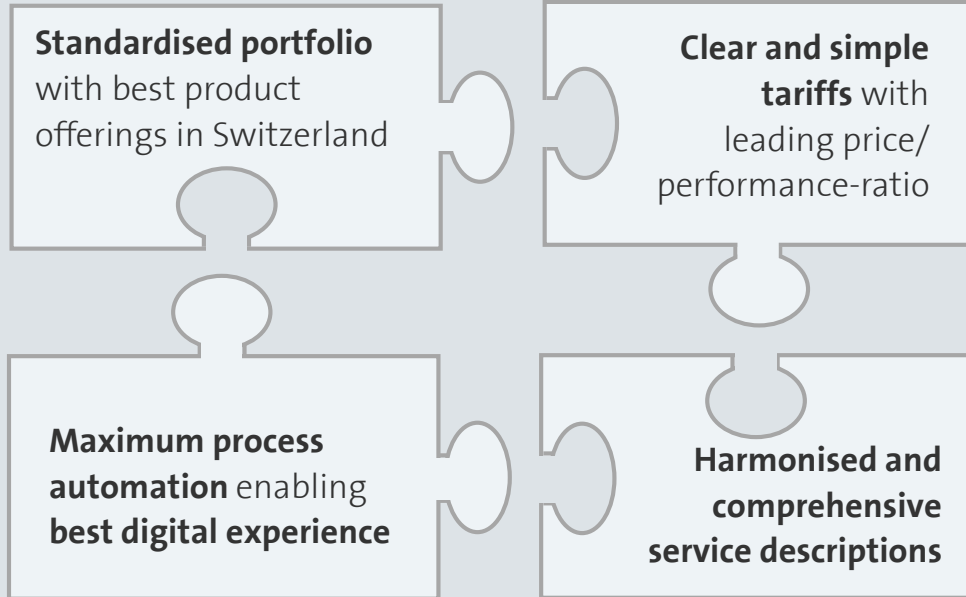 Standardised portfolio
with best product
offerings in Switzerland
Clear and simple
tariffs with
leading price/
performance-ratio
Maximum process
automation enabling
best digital experience
Harmonised and
comprehensive
service descriptions